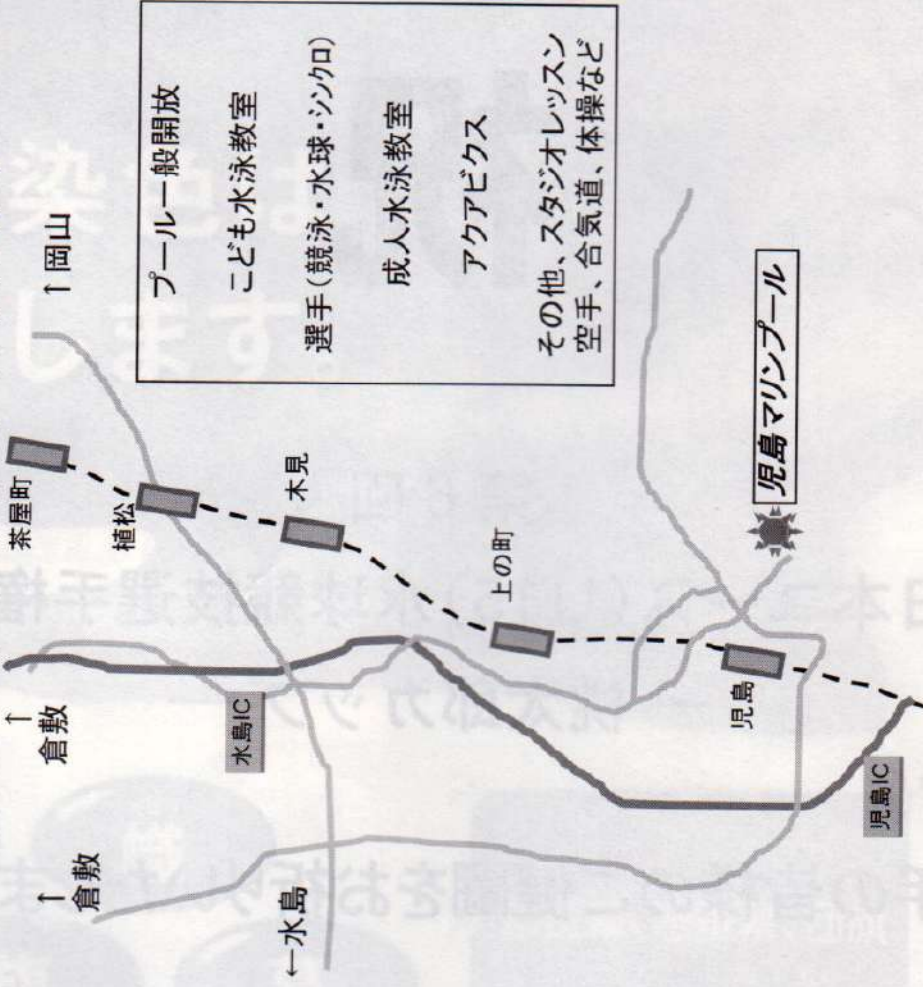 ↑岡山
茶屋町
植松
木見
上の町
児島
↑
倉敷
水島IC
↑
倉敷
←水島
児島IC
児島マリンプール
プール一般開放
こども水泳教室
選手(競泳・水球・シンクロ)
成人水泳教室
アクアビクス
その他、スタジオレッスン
空手、合気道、体操など